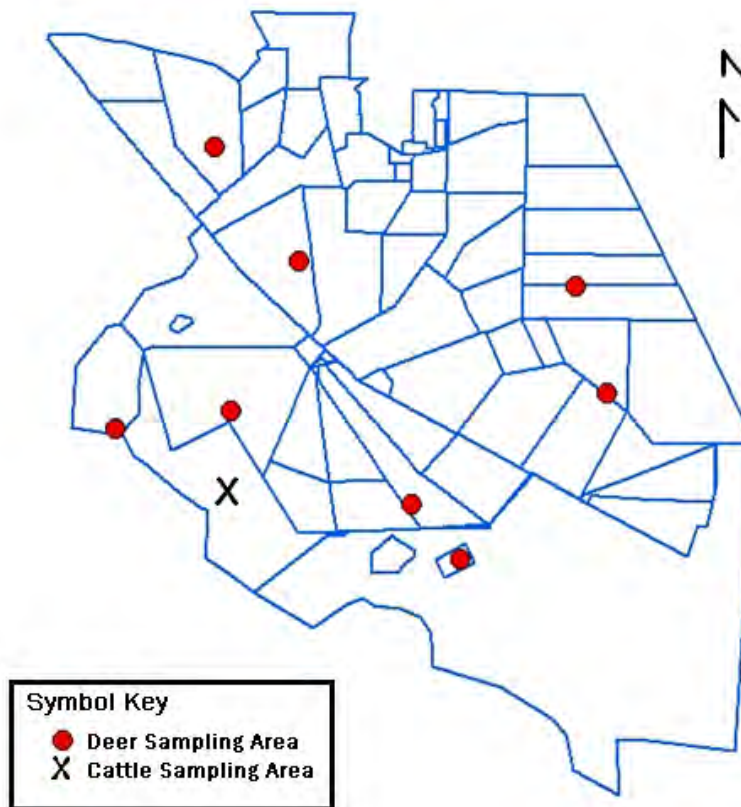 N
Symbol Key
Deer Sampling Area
X Cattle Sampling Area
X